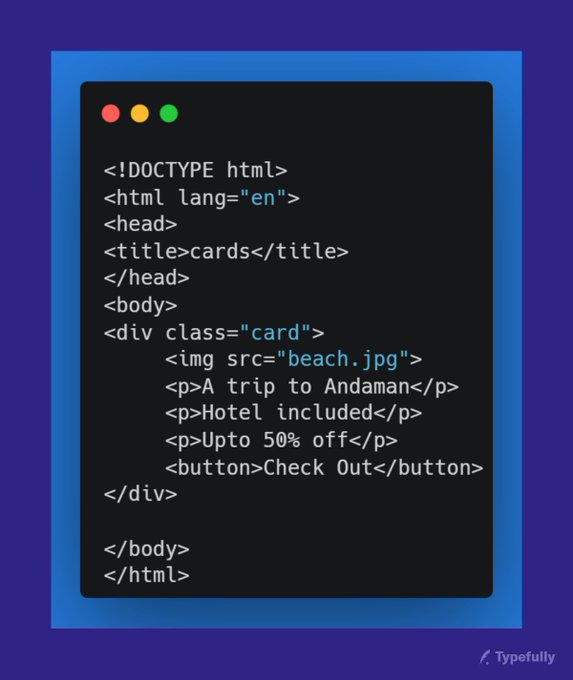 <!DOCTYPE html>
<html lang="en">
<head>
<title>cards</title>
</head>
<body>
<div class="card">
     <img src="beach.jpg">
     <p>A trip to Andaman</p>
     <p>Hotel included</p>
     <p>Upto 50% off</p>
     <button>Check Out</button>
</div>

</body>
</html>
Typefully